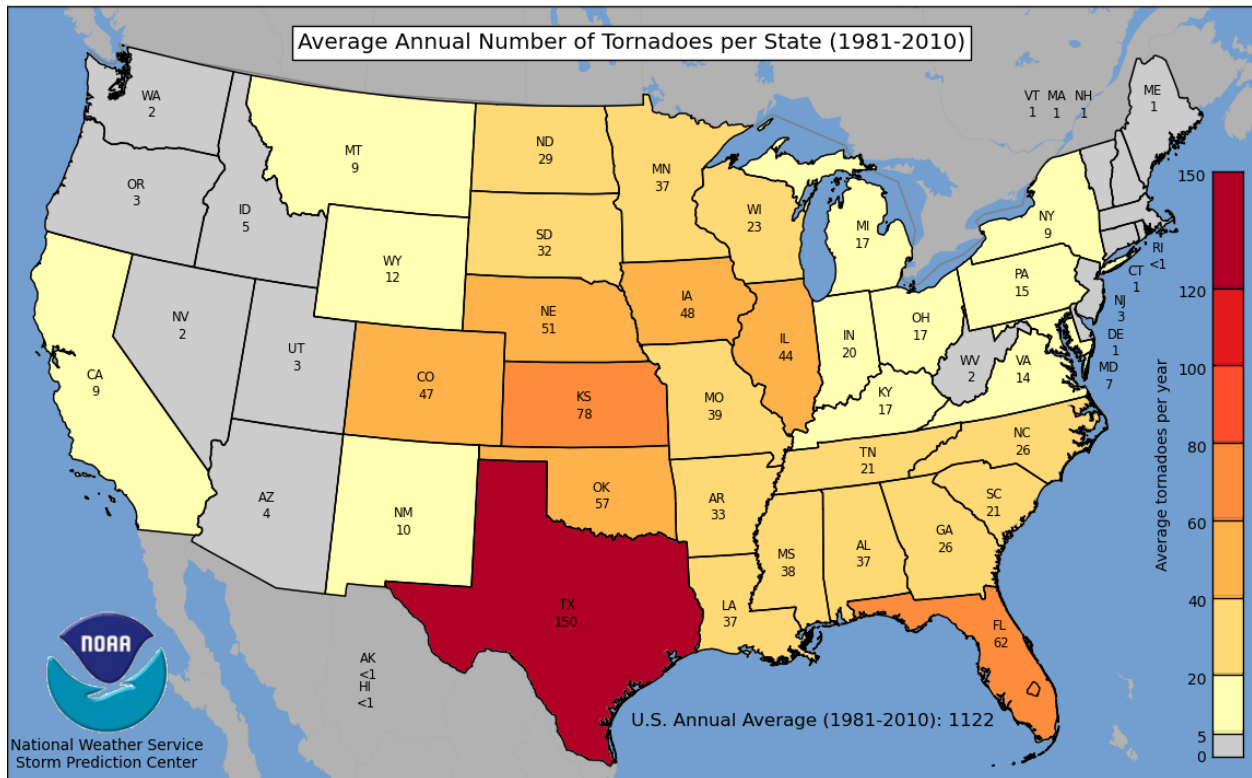 Average Annual Number of Tornadoes per State (1981-2010)
WA
2
OR
3
ID
5
MT
9
ND
29
MN
37
VT MA NH
1 1 1
ME
1
WY
12
SD
32
WI
23
MI
17
NY
9
RI
<1
CT
1
NV
2
UT
3
CO
47
NE
51
IA
48
IL
44
IN
20
OH
17
PA
15
NJ
3
DE
1
MD
7
WV
2
VA
14
CA
9
KS
78
MO
39
KY
17
TN
21
NC
26
SC
21
AZ
4
NM
10
OK
57
AR
33
MS
38
AL
37
GA
26
TX
150
LA
37
FL
62
AK
<1
HI
<1
150
120
100
80
60
40
20
5
0
Average tornadoes per year
U.S. Annual Average (1981-2010): 1122
NOAA
National Weather Service
Storm Prediction Center